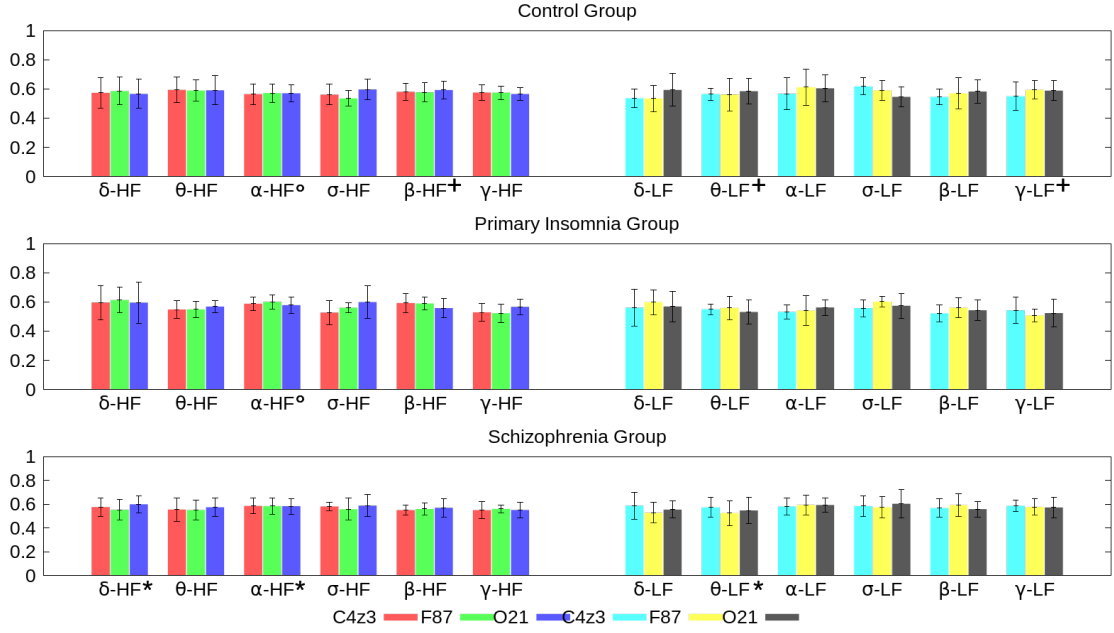 Control Group
1
0.8
0.6
0.4
0.2
0
δ-HF θ-HF α-HF° σ-HF β-HF+ γ-HF δ-LF θ-LF+ α-LF σ-LF β-LF γ-LF+
Primary Insomnia Group
1
0.8
0.6
0.4
0.2
0
δ-HF θ-HF α-HF° σ-HF β-HF γ-HF δ-LF θ-LF α-LF σ-LF β-LF γ-LF
Schizophrenia Group
1
0.8
0.6
0.4
0.2
0
δ-HF* θ-HF α-HF* σ-HF β-HF γ-HF δ-LF θ-LF* α-LF σ-LF β-LF γ-LF
C4z3 F87 O21 C4z3 F87 O21